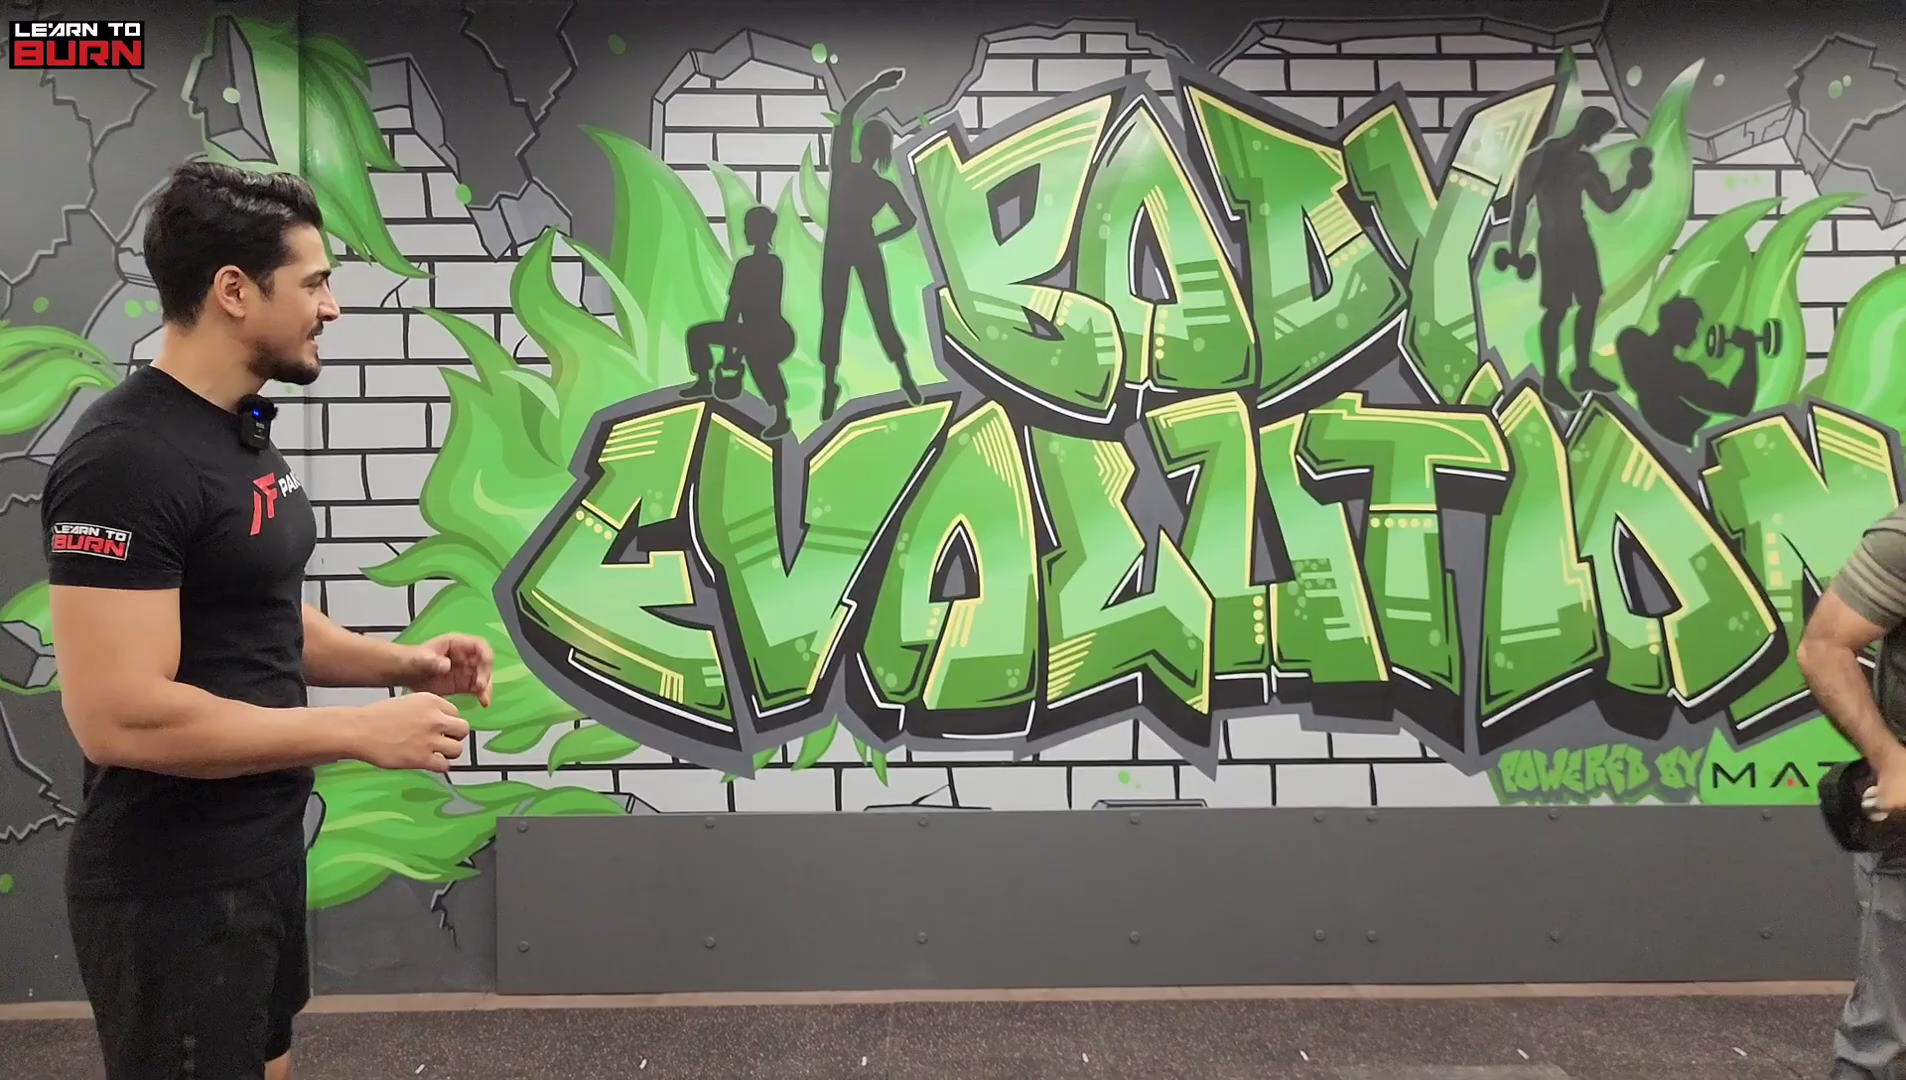 LEARN TO
BURN
BODY
EVOLUTION
POWERED BY
LEARN TO
BURN